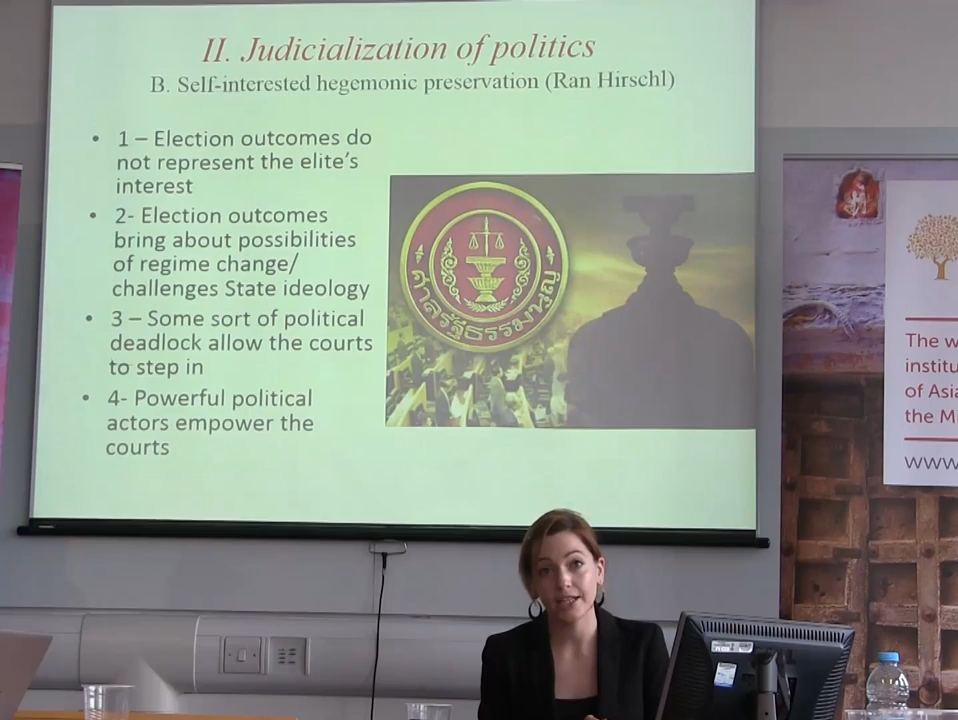 II. Judicialization of politics
B. Self-interested hegemonic preservation (Ran Hirschl)
• 1 – Election outcomes do
not represent the elite’s
interest
• 2- Election outcomes
bring about possibilities
of regime change/
challenges State ideology
• 3 – Some sort of political
deadlock allow the courts
to step in
• 4- Powerful political
actors empower the
courts
ศาลรัฐธรรมนูญ
The w
institu
of Asia
the Mi
www